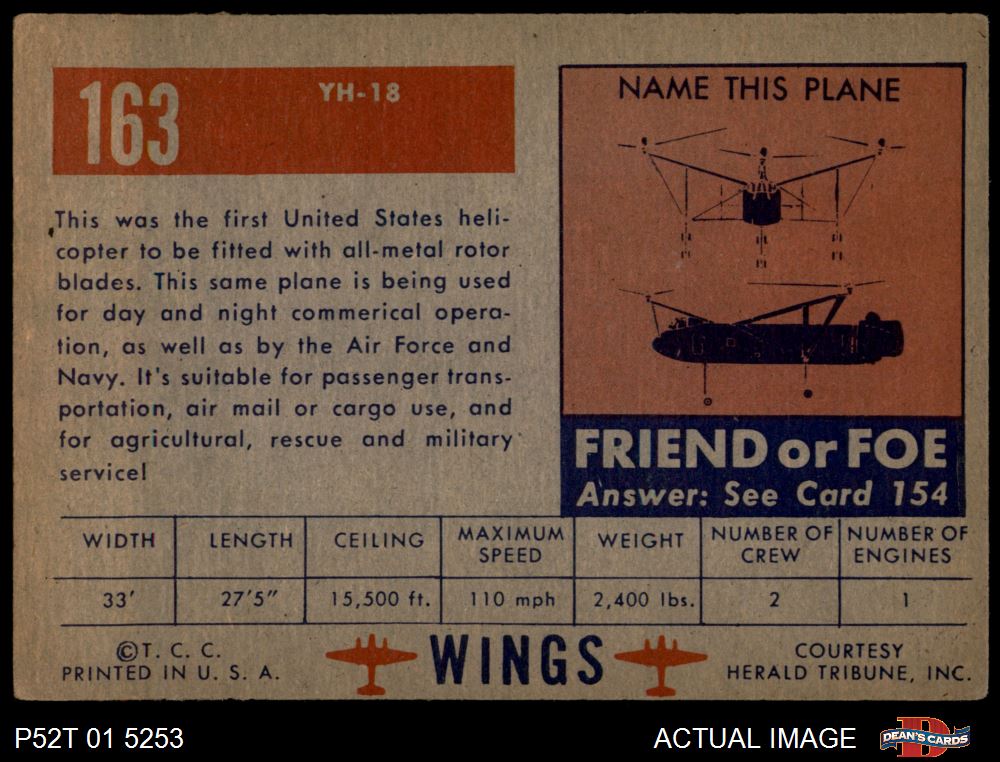 163
YH-18
This was the first United States heli-
copter to be fitted with all-metal rotor
blades. This same plane is being used
for day and night commerical opera-
tion, as well as by the Air Force and
Navy. It's suitable for passenger trans-
portation, air mail or cargo use, and
for agricultural, rescue and military
service!
NAME THIS PLANE
FRIEND or FOE
Answer: See Card 154
WIDTH LENGTH CEILING MAXIMUM SPEED WEIGHT NUMBER OF CREW NUMBER OF ENGINES
33' 27'5" 15,500 ft. 110 mph 2,400 lbs. 2 1
©T. C. C.
PRINTED IN U. S. A.
WINGS
COURTESY
HERALD TRIBUNE, INC.
P52T 01 5253
ACTUAL IMAGE
D
DEAN'S CARDS